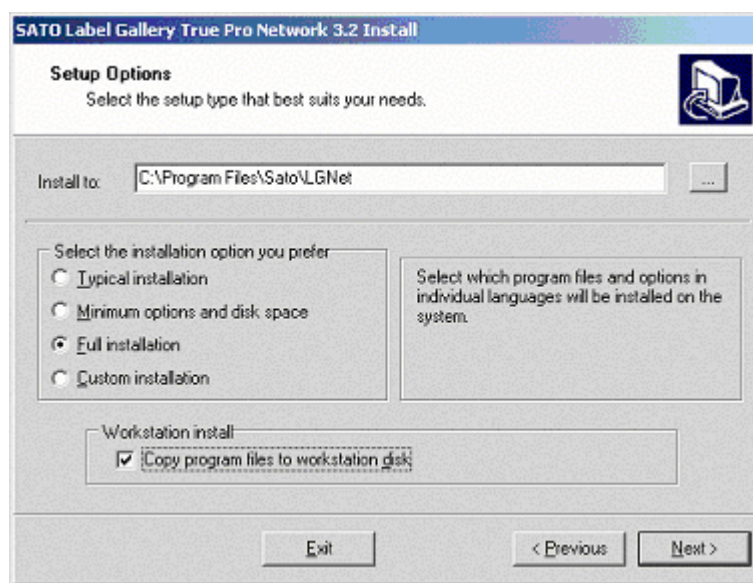 SATO Label Gallery True Pro Network 3.2 Install
Setup Options
Select the setup type that best suits your needs.
Install to:
C:\Program Files\Sato\LGNet
...
Select the installation option you prefer
Typical installation
Minimum options and disk space
Full installation
Custom installation
Select which program files and options in
individual languages will be installed on the
system.
Workstation install
Copy program files to workstation disk
Exit
< Previous
Next >